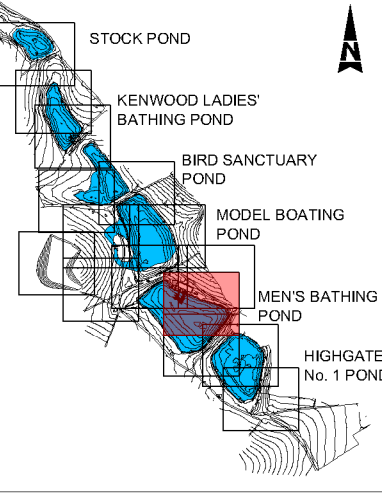 STOCK POND
N
KENWOOD LADIES'
BATHING POND
BIRD SANCTUARY
POND
MODEL BOATING
POND
MEN'S BATHING
POND
HIGHGATE
No. 1 POND